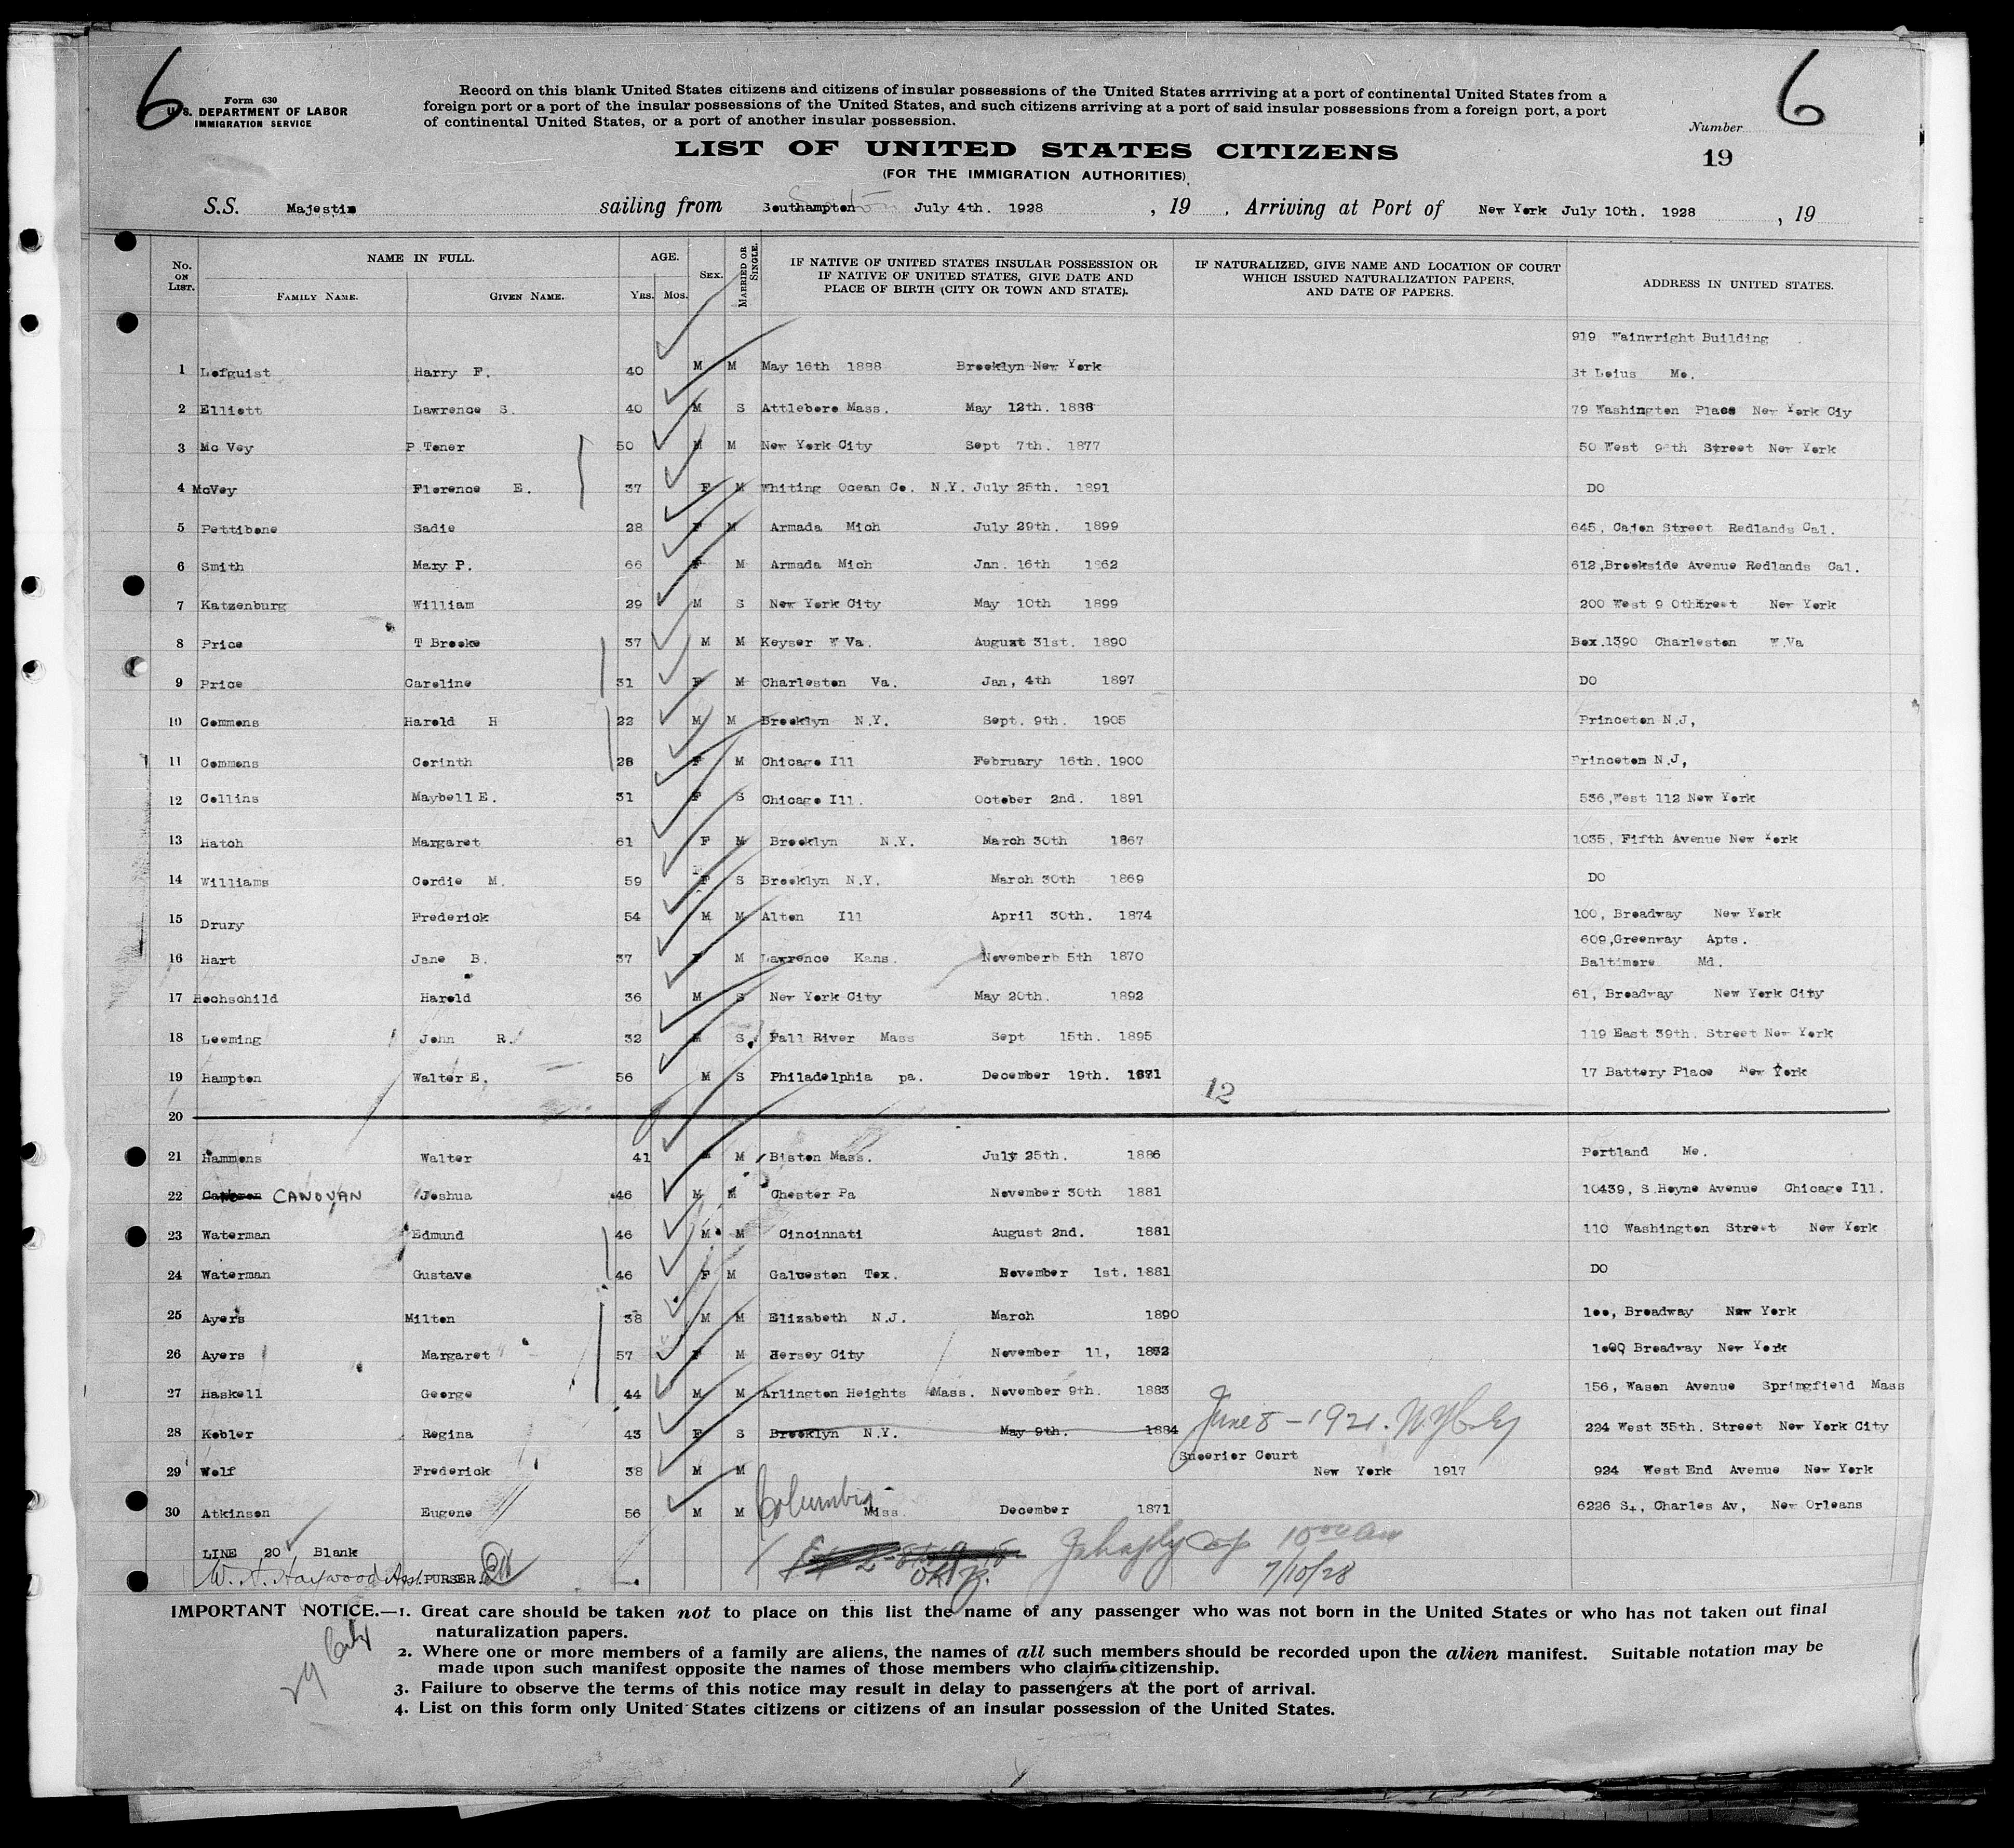 6
6
Form 630
U. S. DEPARTMENT OF LABOR
IMMIGRATION SERVICE
Record on this blank United States citizens and citizens of insular possessions of the United States arrriving at a port of continental United States from a
foreign port or a port of the insular possessions of the United States, and such citizens arriving at a port of said insular possessions from a foreign port, a port
of continental United States, or a port of another insular possession.
Number
19
LIST OF UNITED STATES CITIZENS
(FOR THE IMMIGRATION AUTHORITIES)
S.S. Majestic sailing from Southampton July 4th. 1928 , 19 . Arriving at Port of New York July 10th. 1928 , 19
No. ON LIST.
NAME IN FULL.
FAMILY NAME. GIVEN NAME.
AGE.
Yrs. Mos.
SEX.
MARRIED OR SINGLE.
IF NATIVE OF UNITED STATES INSULAR POSSESSION OR
IF NATIVE OF UNITED STATES, GIVE DATE AND
PLACE OF BIRTH (CITY OR TOWN AND STATE).
IF NATURALIZED, GIVE NAME AND LOCATION OF COURT
WHICH ISSUED NATURALIZATION PAPERS,
AND DATE OF PAPERS.
ADDRESS IN UNITED STATES.
919 Wainwright Building
1 Lofguist Harry F. 40 M M May 16th 1888 Brooklyn New York St Loius Mo.
2 Elliott Lawrence S. 40 M S Attleboro Mass. May 12th. 1888 79 Washington Place New York Ciy
3 Mc Vey P Toner 50 M M New York City Sept 7th. 1877 50 West 9 th Street New York
4 McVey Florence E. 37 F M Whiting Ocean Co. N.Y. July 25th. 1891 DO
5 Pettibone Sadie 28 F M Armada Mich July 29th. 1899 645, Cajon Street Redlands Cal.
6 Smith Mary P. 66 F M Armada Mich Jan. 16th 1862 612,Brookside Avenue Redlands Cal.
7 Katzenburg William 29 M S New York City May 10th 1899 200 West 9 0thtreet New York
8 Price T Brooke 37 M M Keyser W Va. August 31st. 1890 Box.1390 Charleston W.Va
9 Price Caroline 31 F M Charleston Va. Jan, 4th 1897 DO
10 Commons Harold H 22 M M Brooklyn N.Y. Sept. 9th. 1905 Princeton N.J,
11 Commons Corinth 28 F M Chicago Ill February 16th. 1900 Princeton N.J,
12 Collins Maybell E. 31 F S Chicago Ill. October 2nd. 1891 536,West 112 New York
13 Hatch Margaret 61 F M Brooklyn N.Y. March 30th 1867 1035, Fifth Avenue New York
14 Williams Cordie M. 59 F S Brooklyn N.Y. March 30th 1869 DO
15 Drury Frederick 54 M M Alton Ill April 30th. 1874 100, Broadway New York
609,Greenway Apts.
16 Hart Jane B. 37 F M Lawrence Kans. November 5th 1870 Baltimore Md.
17 Hochschild Harold 36 M S New York City May 20th. 1892 61, Broadway New York City
18 Leeming John R. 32 M S Fall River Mass Sept 15th. 1895 119 East 39th. Street New York
19 Hampton Walter E, 56 M S Philadelphia pa. December 19th. 1871 17 Battery Place New York
12
20
21 Hammons Walter 41 M M Biston Mass. July 25th. 1886 Portland Me.
22 CANOVAN Joshua 46 M M Chester Pa November 30th 1881 10439, S.Hoyne Avenue Chicago Ill.
23 Waterman Edmund 46 M M Cincinnati August 2nd. 1881 110 Washington Street New York
24 Waterman Gustave 46 F M Galveston Tex. November 1st. 1881 DO
25 Ayers Milton 38 M M Elizabeth N.J. March 1890 1oo, Broadway New York
26 Ayers Margaret 57 F M Jersey City November 11, 1872 Broadway New York
27 Haskell George 44 M M Arlington Heights Mass. November 9th. 1883 156, Wason Avenue Springfield Mass
28 Kobler Regina 43 F S Brooklyn N.Y. May 9th. 1884 June 8 - 1921. 224 West 35th. Street New York City
Sueerior Court
29 Wolf Frederick 38 M M New York 1917 924 West End Avenue New York
30 Atkinson Eugene 56 M M Columbia Miss. December 1871 6226 St, Charles Av, New Orleans
LINE 20 Blank
W. H. Haywood Asst. PURSER.
OK
7/10/28
IMPORTANT NOTICE.—1. Great care should be taken not to place on this list the name of any passenger who was not born in the United States or who has not taken out final
naturalization papers.
2. Where one or more members of a family are aliens, the names of all such members should be recorded upon the alien manifest. Suitable notation may be
made upon such manifest opposite the names of those members who claim citizenship.
3. Failure to observe the terms of this notice may result in delay to passengers at the port of arrival.
4. List on this form only United States citizens or citizens of an insular possession of the United States.
29